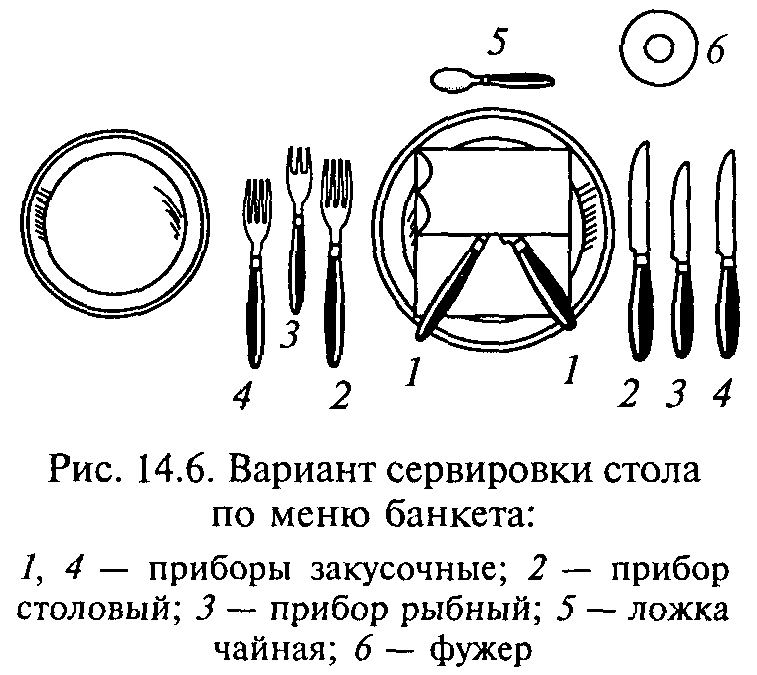 5
6
3
4
2
1
1
2
3
4
Рис. 14.6. Вариант сервировки стола
по меню банкета:
1, 4 — приборы закусочные; 2 — прибор
столовый; 3 — прибор рыбный; 5 — ложка
чайная; 6 — фужер